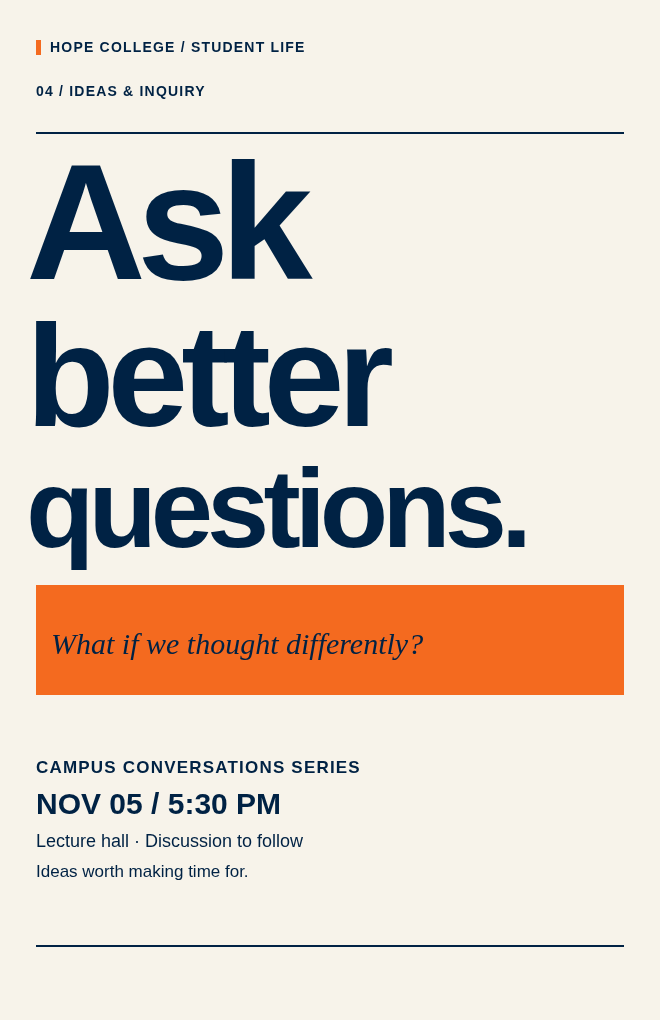 HOPE COLLEGE / STUDENT LIFE
04 / IDEAS & INQUIRY
Ask
better
questions.
What if we thought differently?
CAMPUS CONVERSATIONS SERIES
NOV 05 / 5:30 PM
Lecture hall · Discussion to follow
Ideas worth making time for.